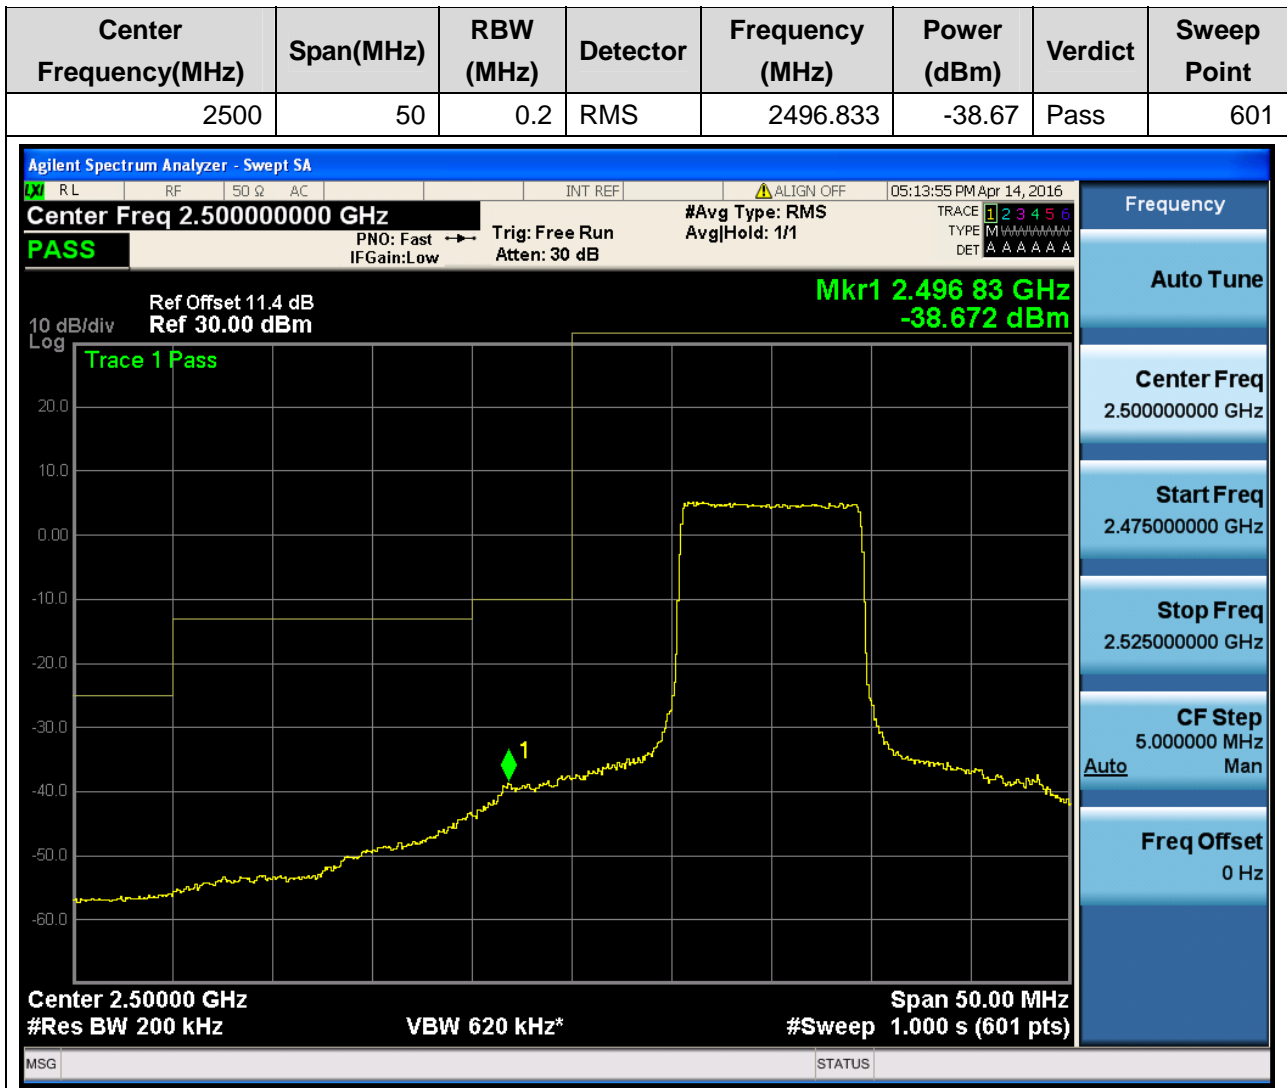 Center Frequency(MHz) Span(MHz) RBW (MHz) Detector Frequency (MHz) Power (dBm) Verdict Sweep Point
2500 50 0.2 RMS 2496.833 -38.67 Pass 601
Agilent Spectrum Analyzer - Swept SA
LXI RL RF 50 Ω AC INT REF ALIGN OFF 05:13:55 PM Apr 14, 2016
Center Freq 2.500000000 GHz
PASS
PNO: Fast
IFGain:Low
Trig: Free Run
Atten: 30 dB
#Avg Type: RMS
Avg|Hold: 1/1
TRACE 1 2 3 4 5 6
TYPE M
DET A A A A A A
Mkr1 2.496 83 GHz
-38.672 dBm
Ref Offset 11.4 dB
10 dB/div Ref 30.00 dBm
Log
Trace 1 Pass
20.0
10.0
0.00
-10.0
-20.0
-30.0
1
-40.0
-50.0
-60.0
Center 2.50000 GHz Span 50.00 MHz
#Res BW 200 kHz VBW 620 kHz* #Sweep 1.000 s (601 pts)
MSG STATUS
Frequency
Auto Tune
Center Freq
2.500000000 GHz
Start Freq
2.475000000 GHz
Stop Freq
2.525000000 GHz
CF Step
5.000000 MHz
Auto Man
Freq Offset
0 Hz